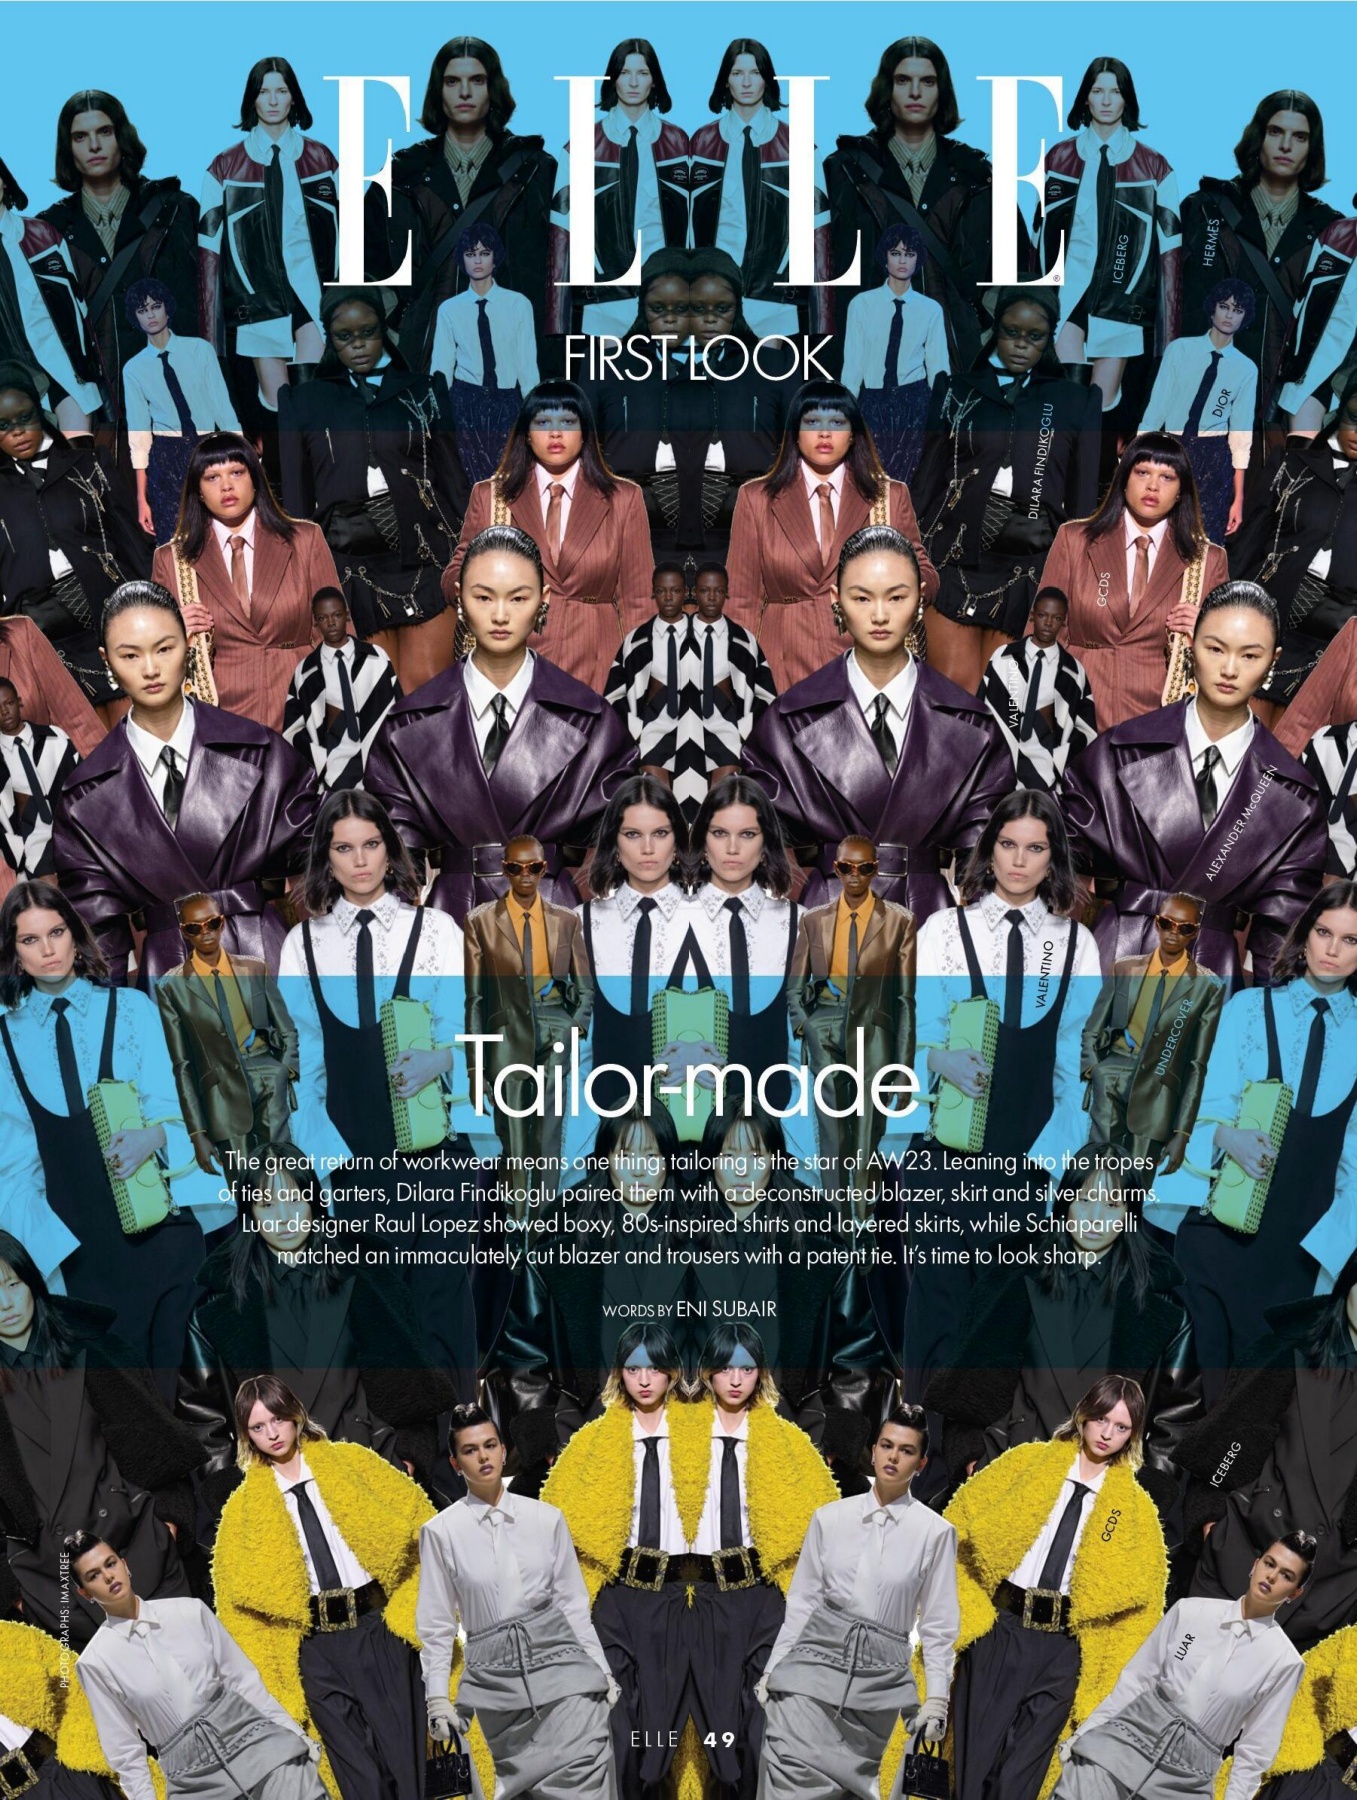 ELLE
®
FIRST LOOK
HERMES
ICEBERG
DIOR
DILARA FINDIKOGLU
GCDS
VALENTINO
ALEXANDER McQUEEN
VALENTINO
UNDERCOVER
Tailor-made
The great return of workwear means one thing: tailoring is the star of AW23. Leaning into the tropes
of ties and garters, Dilara Findikoglu paired them with a deconstructed blazer, skirt and silver charms.
Luar designer Raul Lopez showed boxy, 80s-inspired shirts and layered skirts, while Schiaparelli
matched an immaculately cut blazer and trousers with a patent tie. It's time to look sharp.
WORDS BY ENI SUBAIR
ICEBERG
GCDS
LUAR
PHOTOGRAPHS: IMAXTREE
ELLE 49